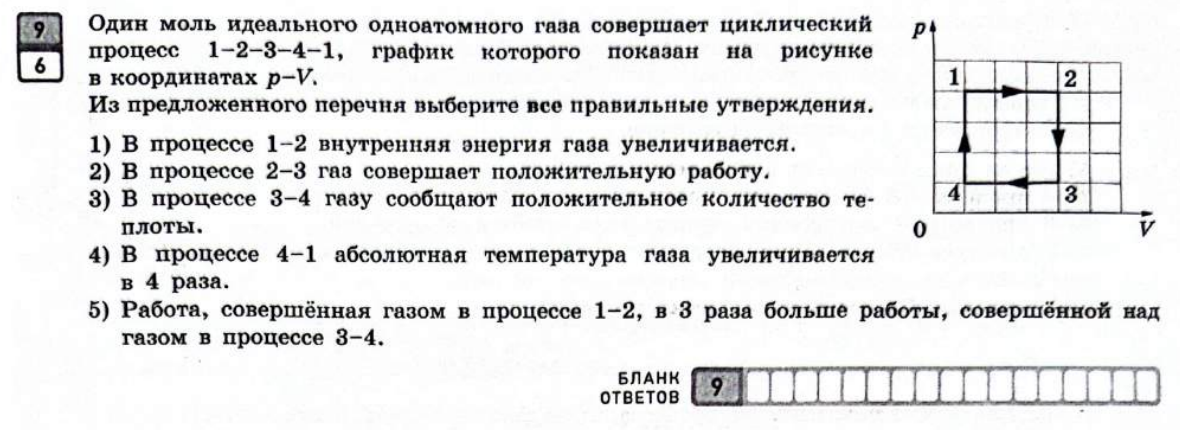 9
6
Один моль идеального одноатомного газа совершает циклический
процесс 1–2–3–4–1, график которого показан на рисунке
в координатах p–V.
Из предложенного перечня выберите все правильные утверждения.
1) В процессе 1–2 внутренняя энергия газа увеличивается.
2) В процессе 2–3 газ совершает положительную работу.
3) В процессе 3–4 газу сообщают положительное количество те-
плоты.
4) В процессе 4–1 абсолютная температура газа увеличивается
в 4 раза.
5) Работа, совершённая газом в процессе 1–2, в 3 раза больше работы, совершённой над
газом в процессе 3–4.
p
1 2
4 3
0 V
БЛАНК
ОТВЕТОВ 9